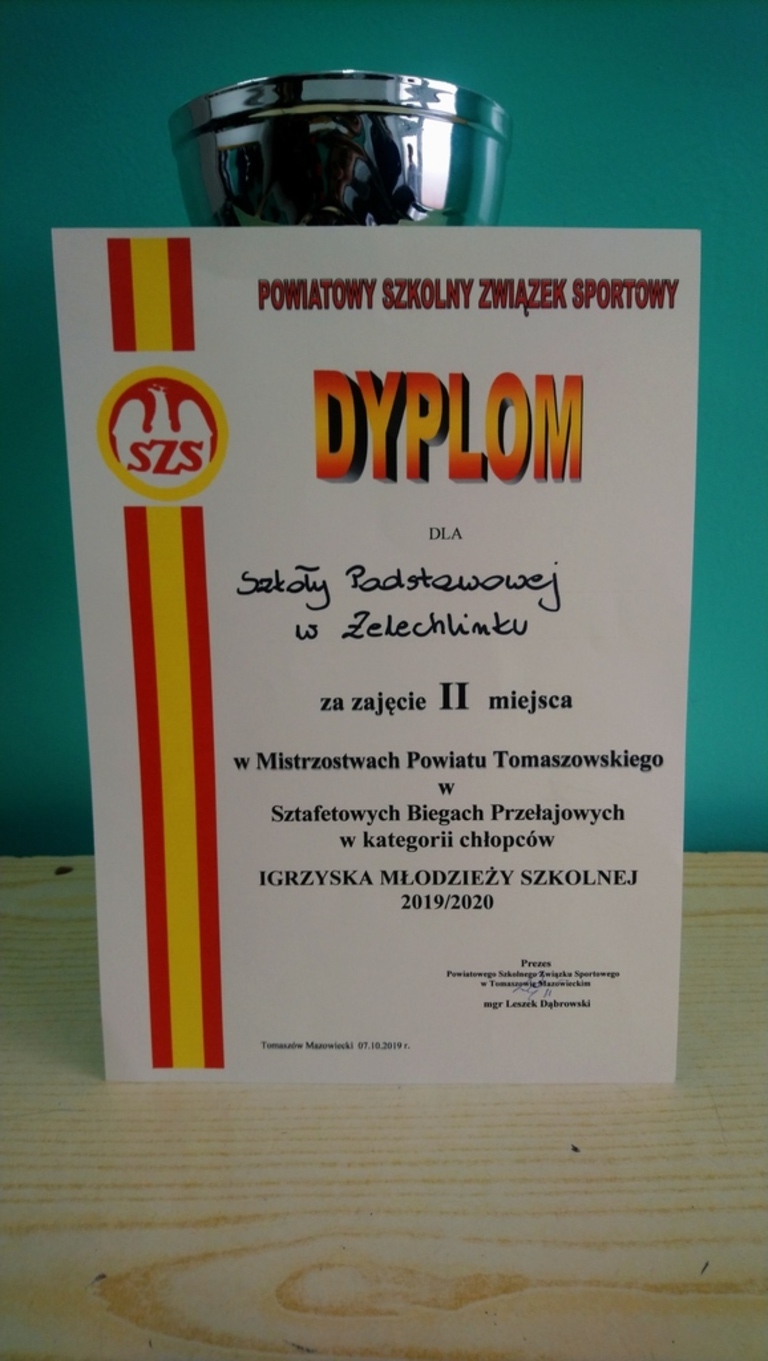 POWIATOWY SZKOLNY ZWIĄZEK SPORTOWY
DYPLOM
SZS
DLA
Szkoły Podstawowej
w Żelechlinku
za zajęcie II miejsca
w Mistrzostwach Powiatu Tomaszowskiego
w
Sztafetowych Biegach Przełajowych
w kategorii chłopców
IGRZYSKA MŁODZIEŻY SZKOLNEJ
2019/2020
Prezes
Powiatowego Szkolnego Związku Sportowego
w Tomaszowie Mazowieckim
mgr Leszek Dąbrowski
Tomaszów Mazowiecki 07.10.2019 r.